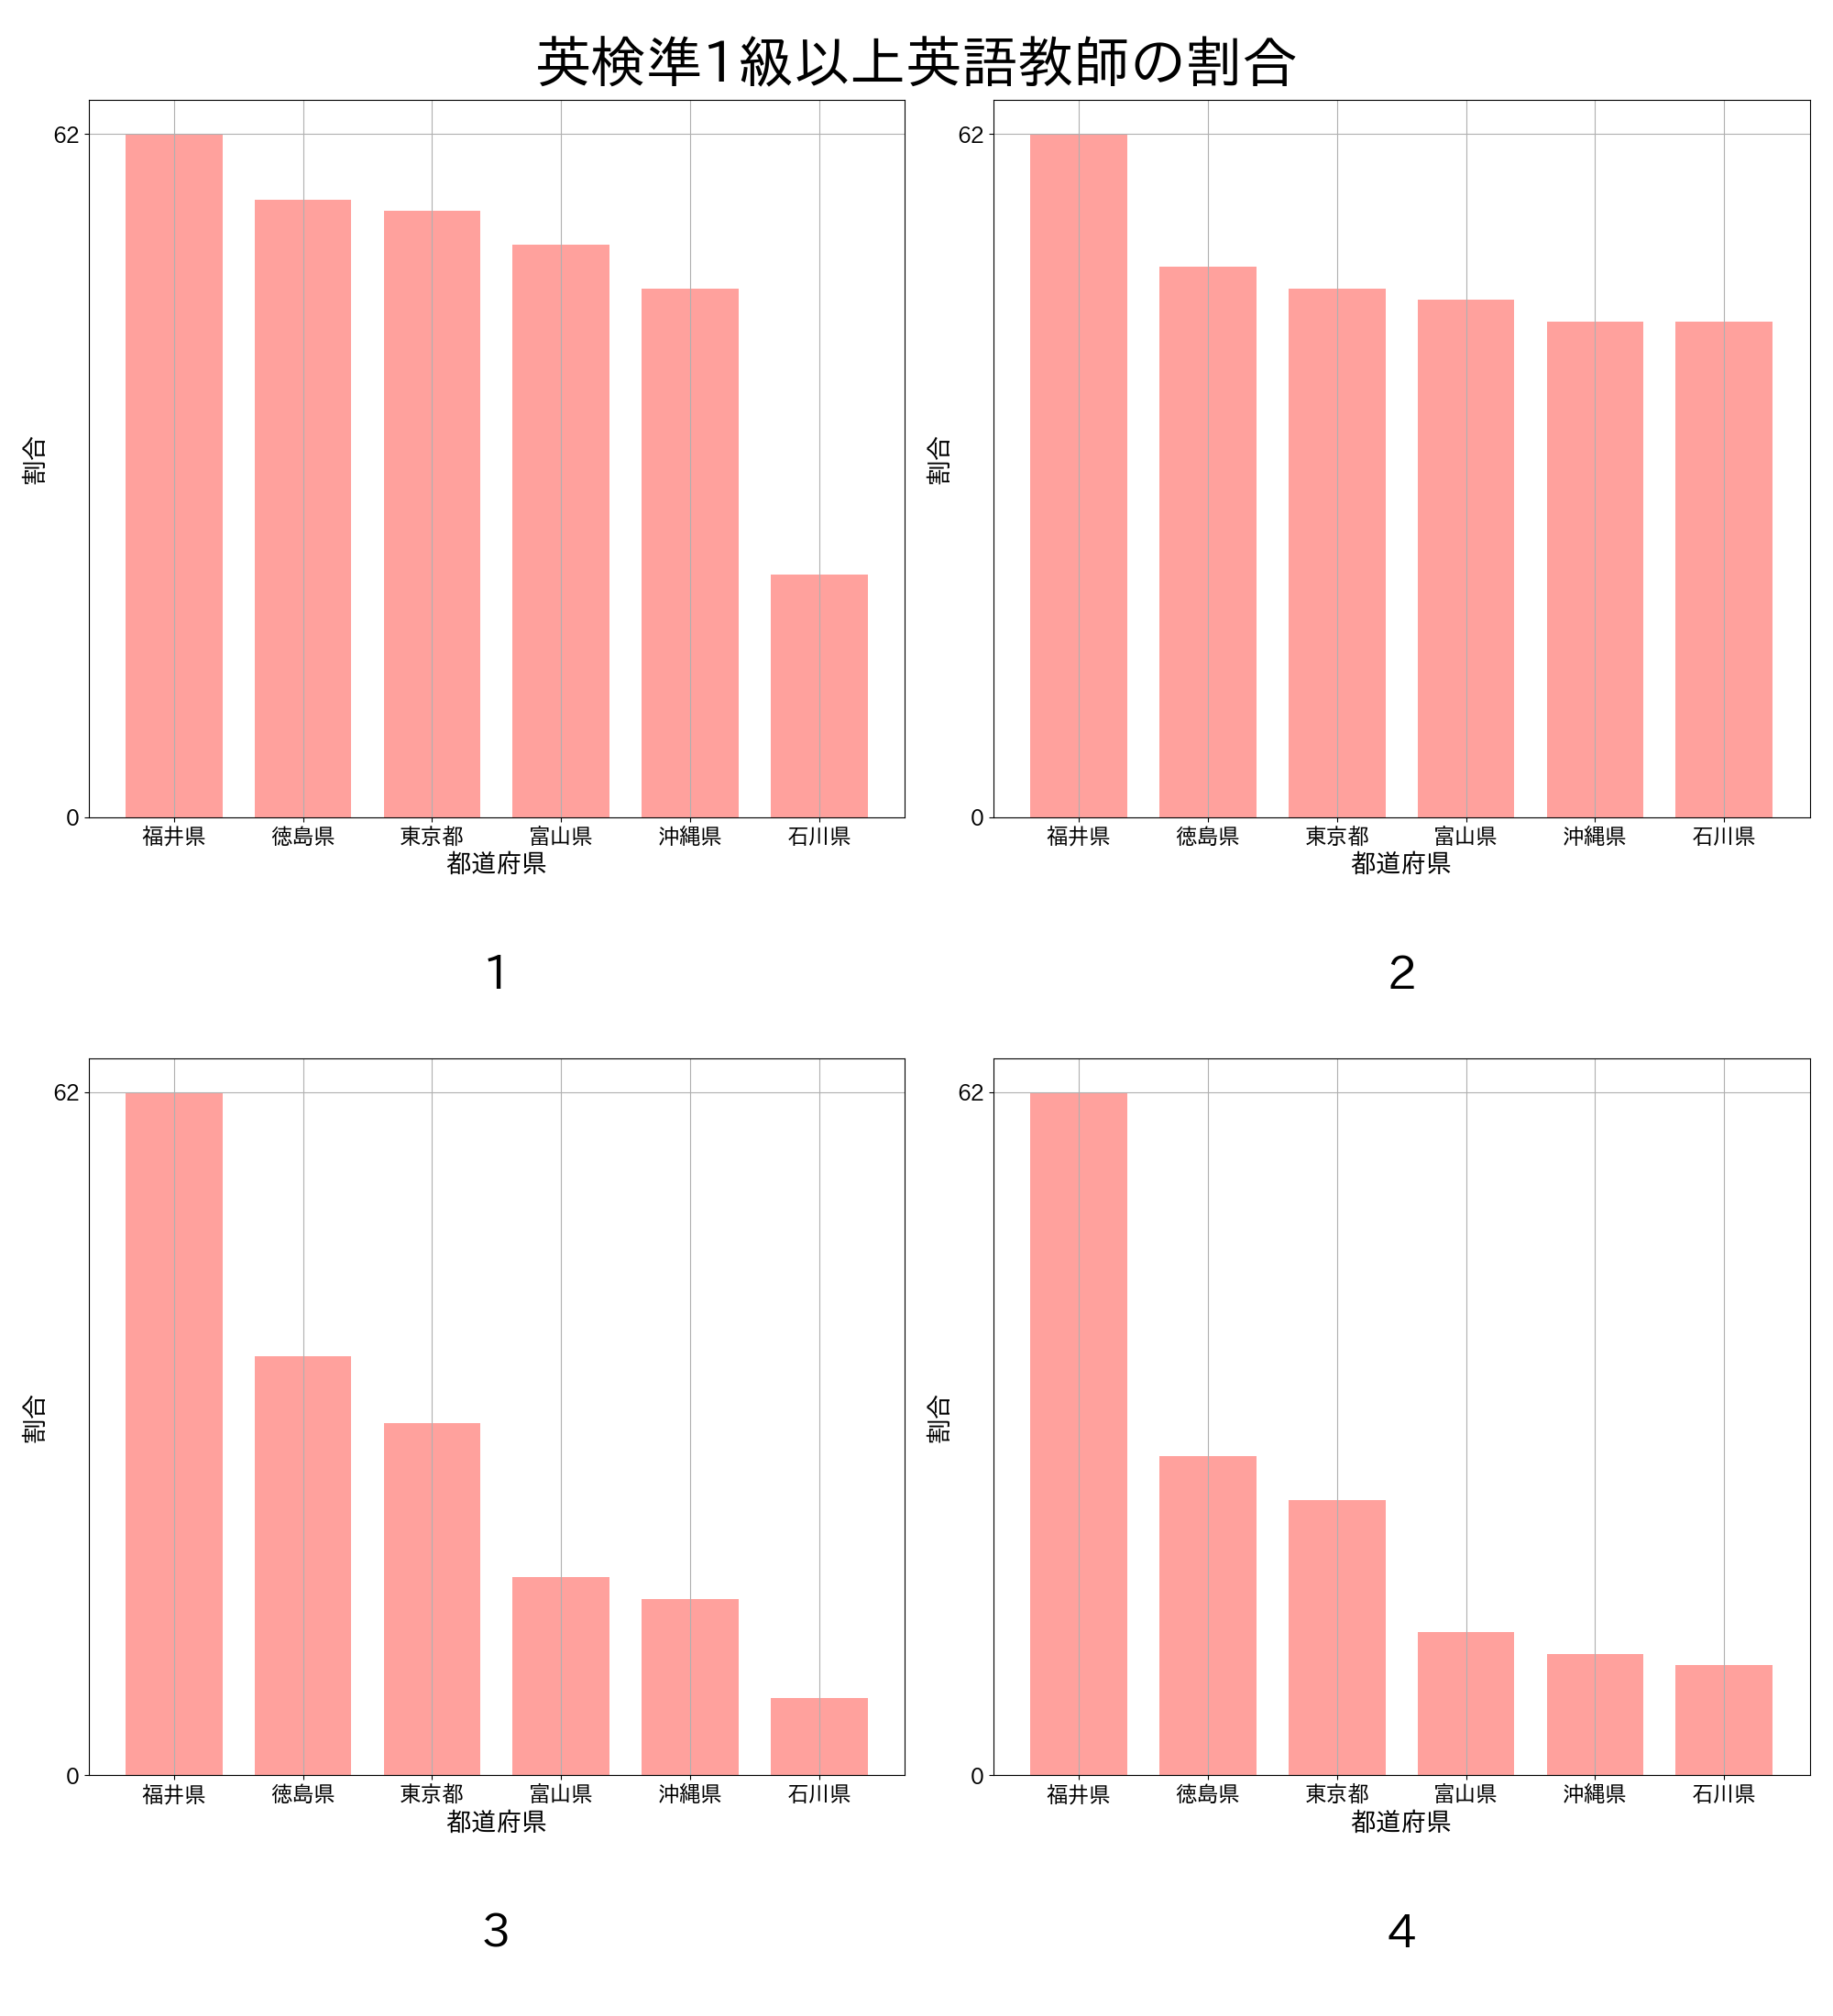 英検準1級以上英語教師の割合
62
0
割合
福井県 徳島県 東京都 富山県 沖縄県 石川県
都道府県
1
62
0
割合
福井県 徳島県 東京都 富山県 沖縄県 石川県
都道府県
2
62
0
割合
福井県 徳島県 東京都 富山県 沖縄県 石川県
都道府県
3
62
0
割合
福井県 徳島県 東京都 富山県 沖縄県 石川県
都道府県
4